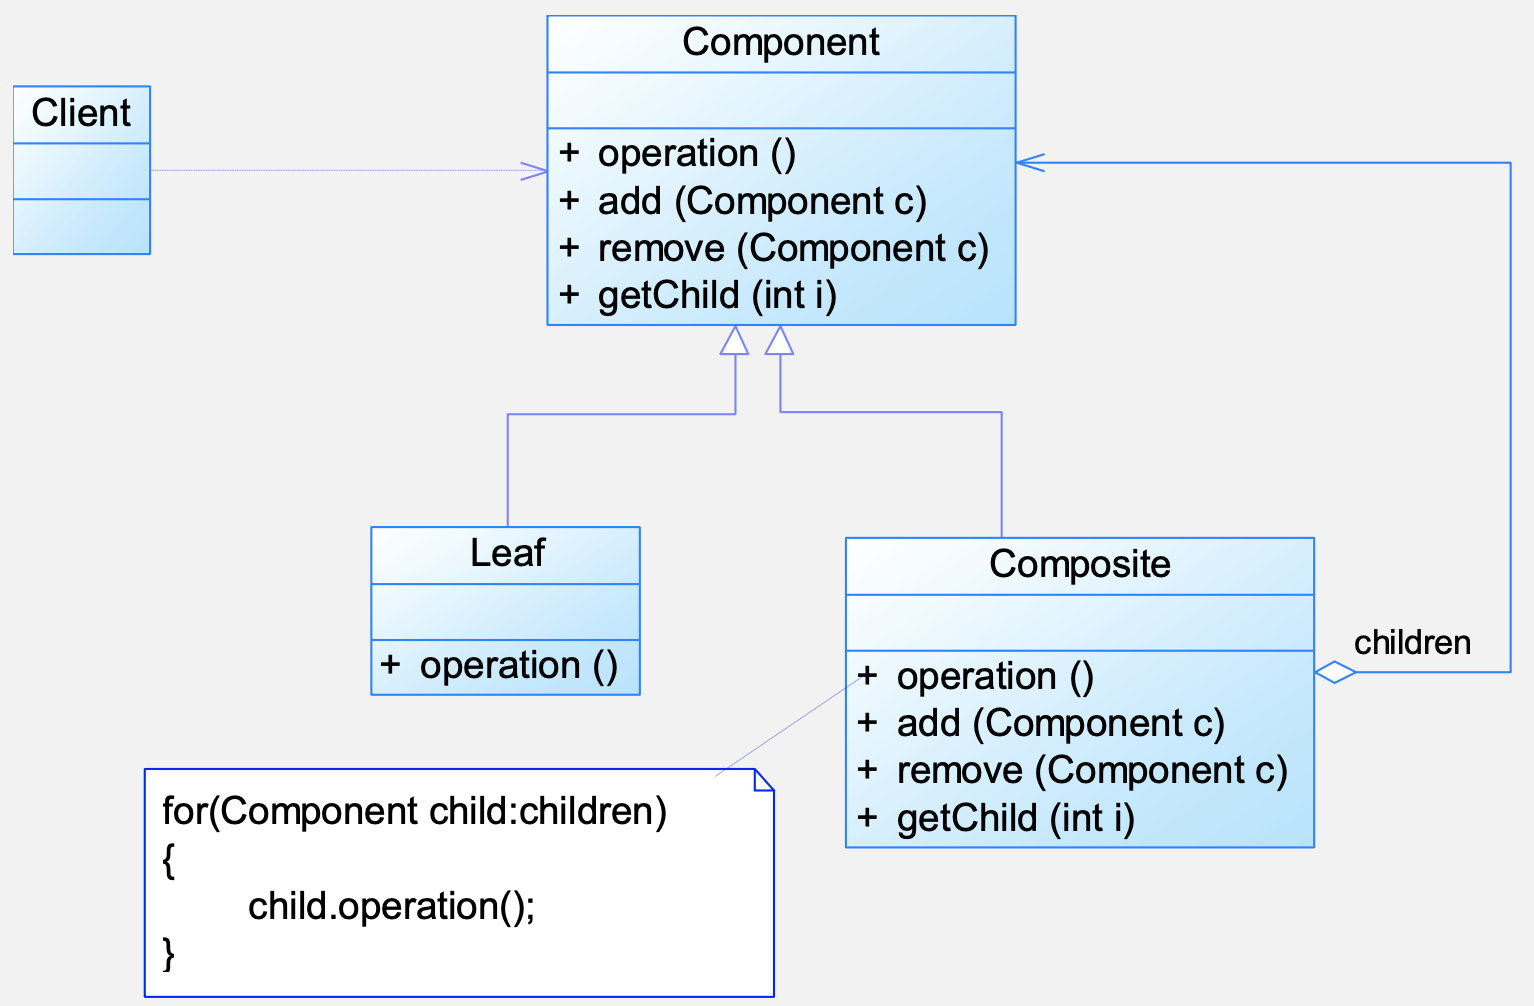 Component
Client
+ operation ()
+ add (Component c)
+ remove (Component c)
+ getChild (int i)
Leaf
+ operation ()
Composite
children
+ operation ()
+ add (Component c)
+ remove (Component c)
+ getChild (int i)
for(Component child:children)
{
child.operation();
}